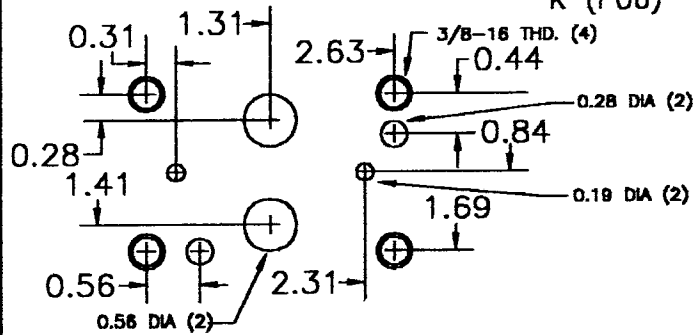 0.31
1.31
2.63
3/8-16 THD. (4)
0.44
0.28 DIA (2)
0.28
0.84
0.19 DIA (2)
1.41
1.69
0.56
2.31
0.56 DIA (2)